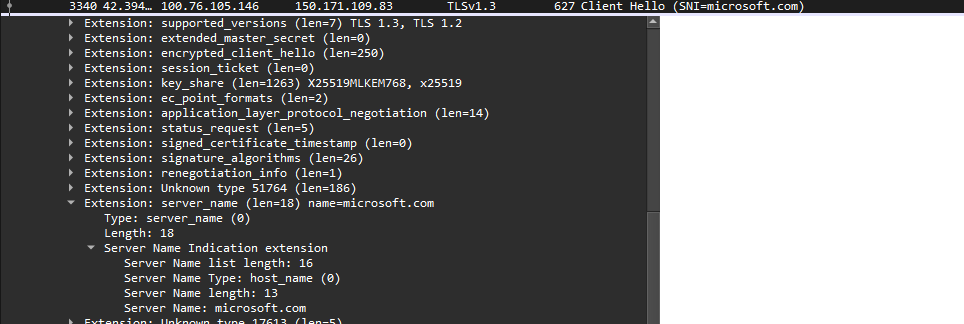 3340 42.394… 100.76.105.146 150.171.109.83 TLSv1.3 627 Client Hello (SNI=microsoft.com)
Extension: supported_versions (len=7) TLS 1.3, TLS 1.2
Extension: extended_master_secret (len=0)
Extension: encrypted_client_hello (len=250)
Extension: session_ticket (len=0)
Extension: key_share (len=1263) X25519MLKEM768, x25519
Extension: ec_point_formats (len=2)
Extension: application_layer_protocol_negotiation (len=14)
Extension: status_request (len=5)
Extension: signed_certificate_timestamp (len=0)
Extension: signature_algorithms (len=26)
Extension: renegotiation_info (len=1)
Extension: Unknown type 51764 (len=186)
Extension: server_name (len=18) name=microsoft.com
Type: server_name (0)
Length: 18
Server Name Indication extension
Server Name list length: 16
Server Name Type: host_name (0)
Server Name length: 13
Server Name: microsoft.com
Extension: Unknown type 17613 (len=5)